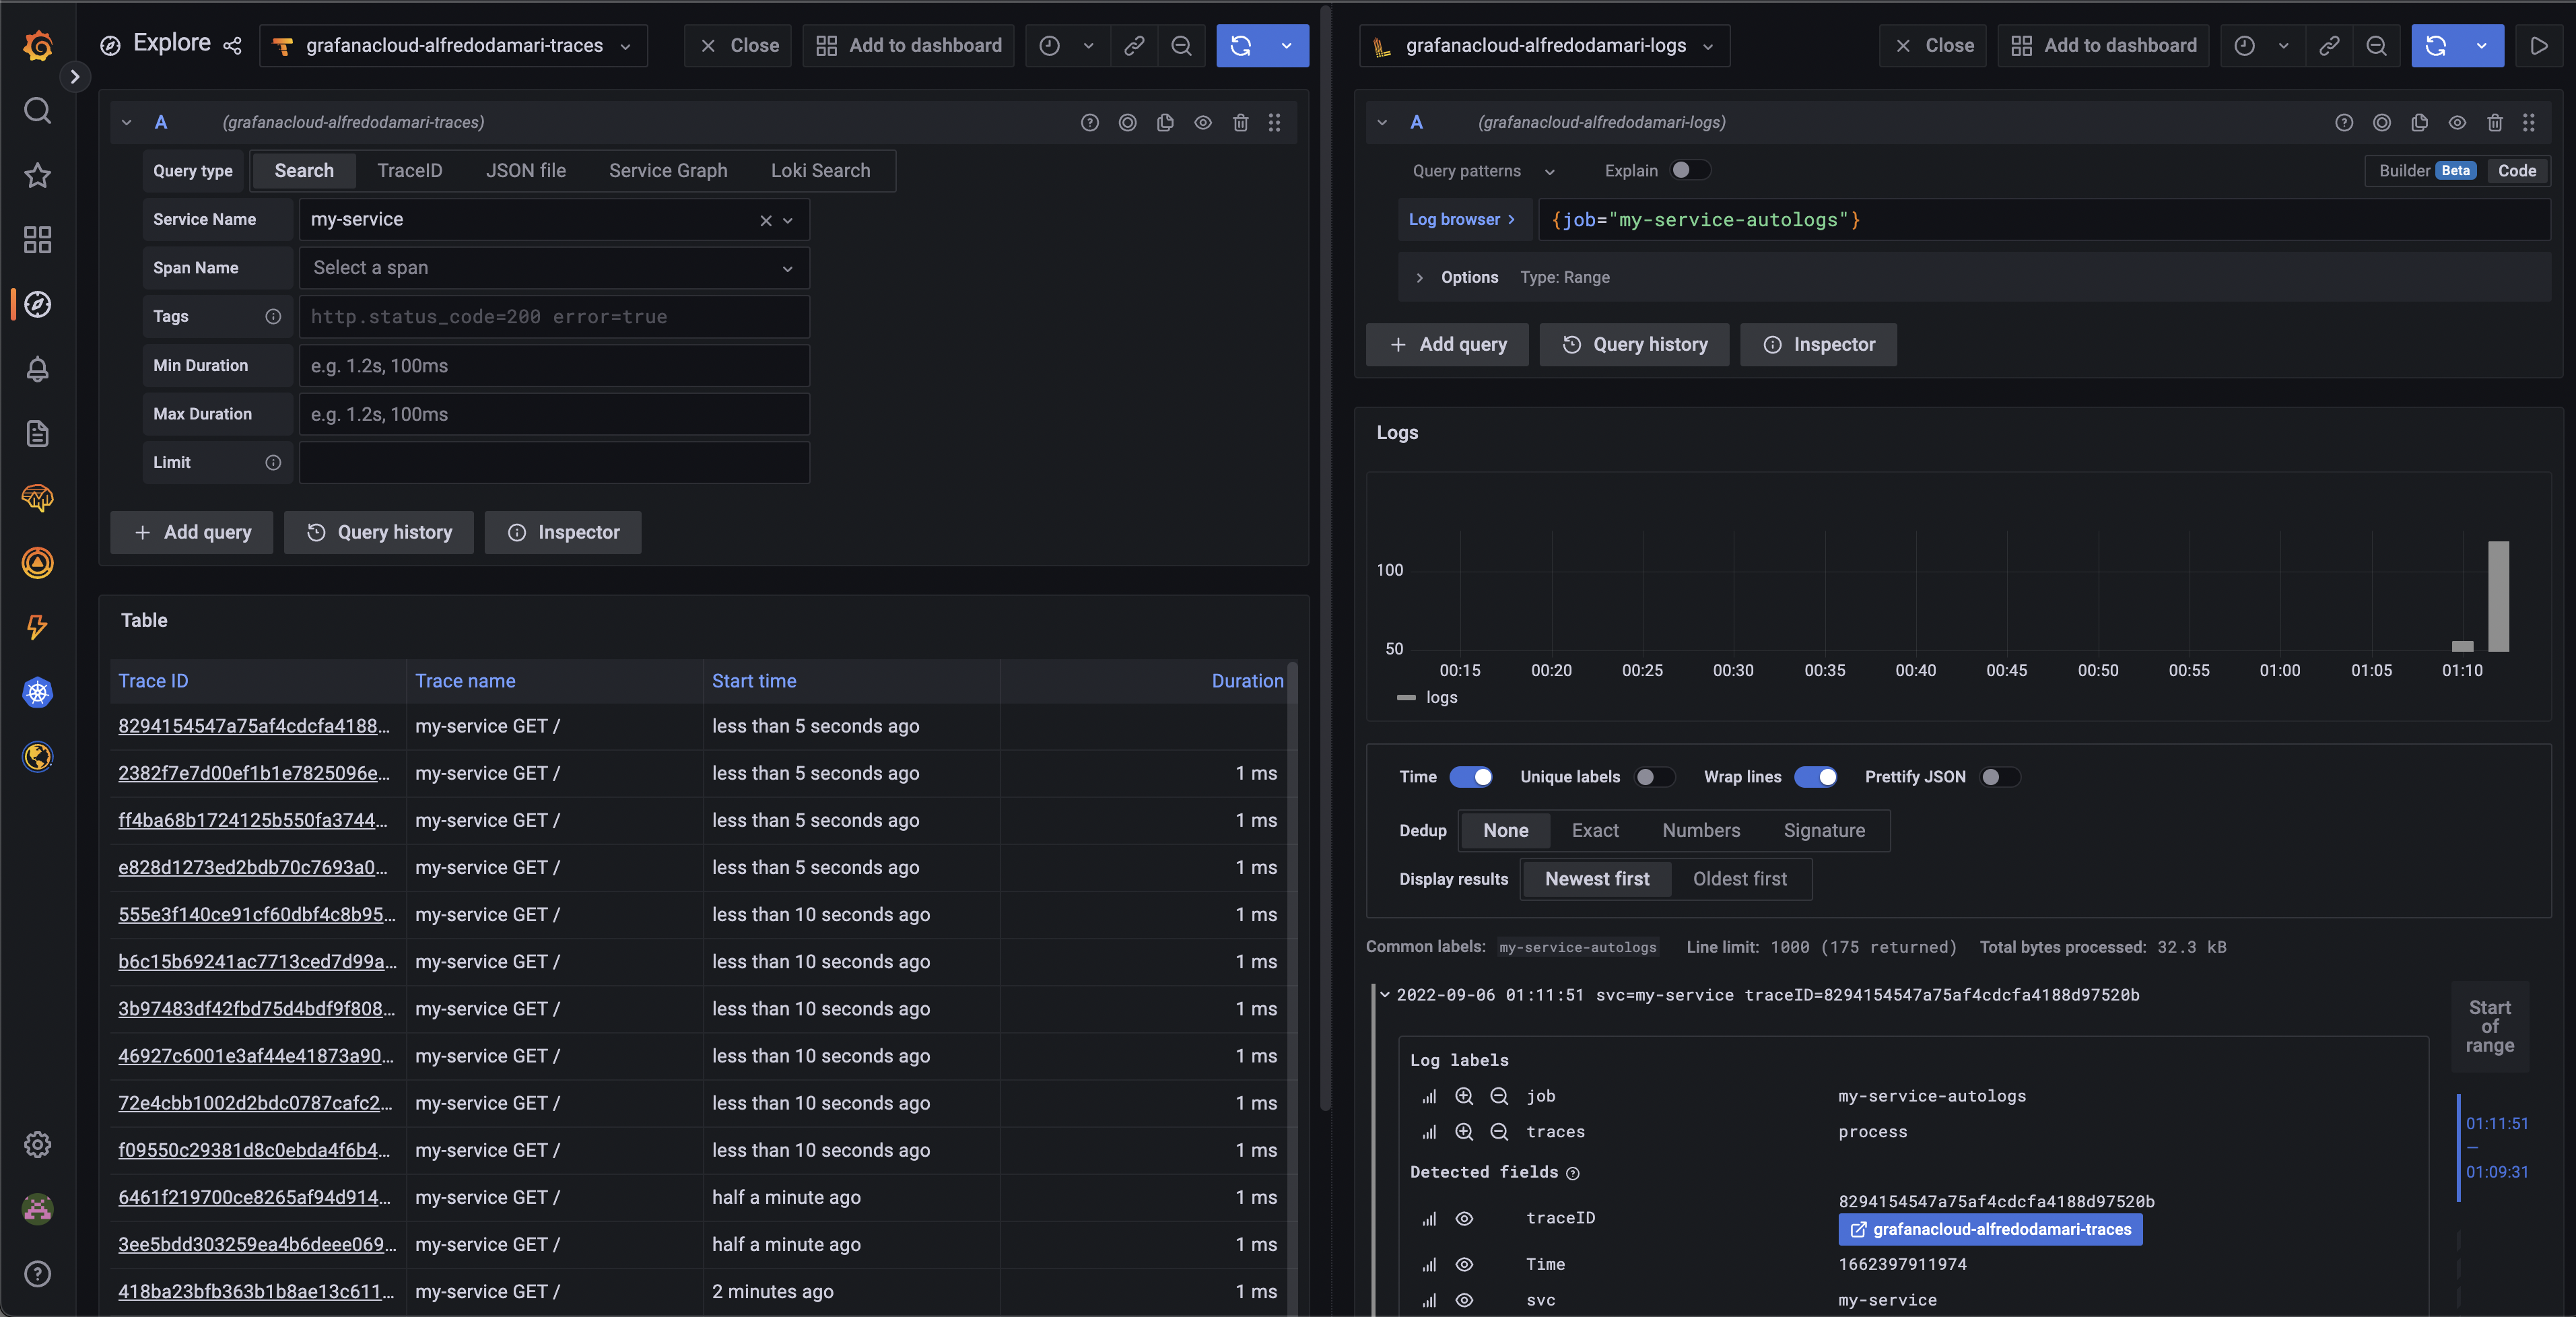 Explore
grafanacloud-alfredodamari-traces
Close
Add to dashboard
A
(grafanacloud-alfredodamari-traces)
Query type
Search
TraceID
JSON file
Service Graph
Loki Search
Service Name
my-service
Span Name
Select a span
Tags
http.status_code=200 error=true
Min Duration
e.g. 1.2s, 100ms
Max Duration
e.g. 1.2s, 100ms
Limit
Add query
Query history
Inspector
Table
Trace ID Trace name Start time Duration
8294154547a75af4cdcfa4188... my-service GET / less than 5 seconds ago
2382f7e7d00ef1b1e7825096e... my-service GET / less than 5 seconds ago 1 ms
ff4ba68b1724125b550fa3744... my-service GET / less than 5 seconds ago 1 ms
e828d1273ed2bdb70c7693a0... my-service GET / less than 5 seconds ago 1 ms
555e3f140ce91cf60dbf4c8b95... my-service GET / less than 10 seconds ago 1 ms
b6c15b69241ac7713ced7d99a... my-service GET / less than 10 seconds ago 1 ms
3b97483df42fbd75d4bdf9f808... my-service GET / less than 10 seconds ago 1 ms
46927c6001e3af44e41873a90... my-service GET / less than 10 seconds ago 1 ms
72e4cbb1002d2bdc0787cafc2... my-service GET / less than 10 seconds ago 1 ms
f09550c29381d8c0ebda4f6b4... my-service GET / less than 10 seconds ago 1 ms
6461f219700ce8265af94d914... my-service GET / half a minute ago 1 ms
3ee5bdd303259ea4b6deee069... my-service GET / half a minute ago 1 ms
418ba23bfb363b1b8ae13c611... my-service GET / 2 minutes ago 1 ms
grafanacloud-alfredodamari-logs
Close
Add to dashboard
A
(grafanacloud-alfredodamari-logs)
Query patterns
Explain
Builder Beta
Code
Log browser
{job="my-service-autologs"}
Options Type: Range
Add query
Query history
Inspector
Logs
100
50
00:15 00:20 00:25 00:30 00:35 00:40 00:45 00:50 00:55 01:00 01:05 01:10
logs
Time
Unique labels
Wrap lines
Prettify JSON
Dedup None Exact Numbers Signature
Display results Newest first Oldest first
Common labels: my-service-autologs Line limit: 1000 (175 returned) Total bytes processed: 32.3 kB
2022-09-06 01:11:51 svc=my-service traceID=8294154547a75af4cdcfa4188d97520b
Log labels
job my-service-autologs
traces process
Detected fields
traceID 8294154547a75af4cdcfa4188d97520b
grafanacloud-alfredodamari-traces
Time 1662397911974
svc my-service
Start
of
range
01:11:51
—
01:09:31